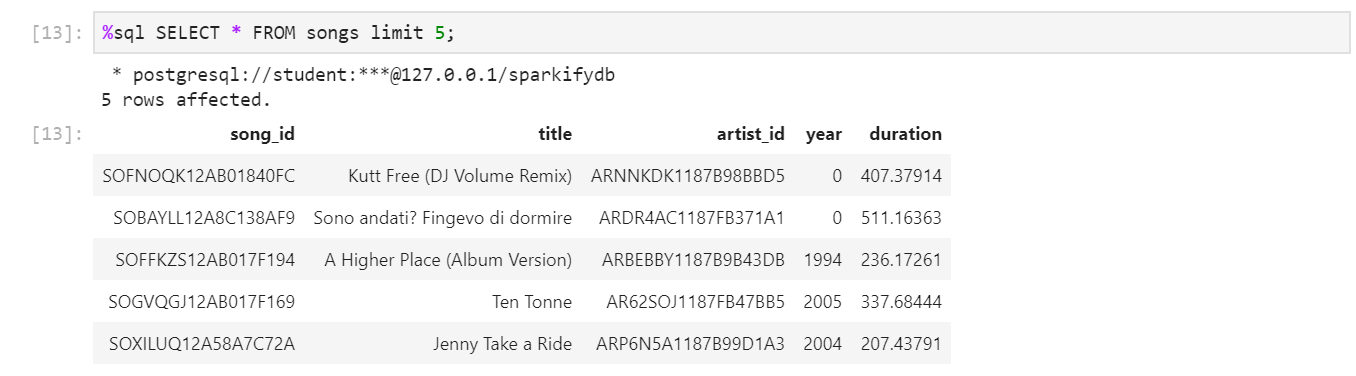 [13]: %sql SELECT * FROM songs limit 5;
* postgresql://student:***@127.0.0.1/sparkifydb
5 rows affected.
[13]: song_id title artist_id year duration
SOFNOQK12AB01840FC Kutt Free (DJ Volume Remix) ARNNKDK1187B98BBD5 0 407.37914
SOBAYLL12A8C138AF9 Sono andati? Fingevo di dormire ARDR4AC1187FB371A1 0 511.16363
SOFFKZS12AB017F194 A Higher Place (Album Version) ARBEBBY1187B9B43DB 1994 236.17261
SOGVQGJ12AB017F169 Ten Tonne AR62SOJ1187FB47BB5 2005 337.68444
SOXILUQ12A58A7C72A Jenny Take a Ride ARP6N5A1187B99D1A3 2004 207.43791